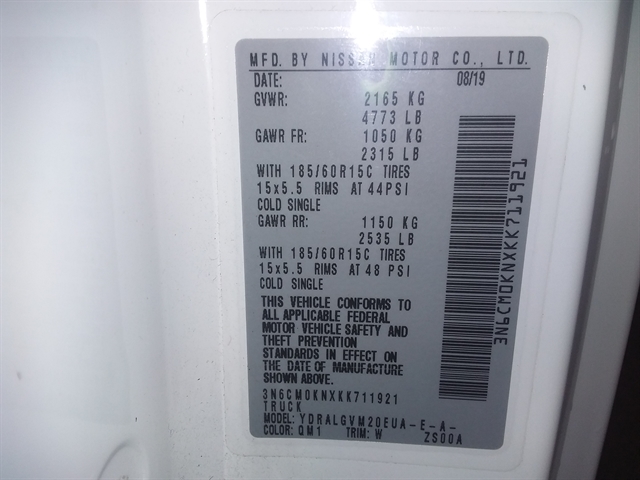 MFD. BY NISSAN MOTOR CO., LTD.
DATE: 08/19
GVWR: 2165 KG
4773 LB
GAWR FR: 1050 KG
2315 LB
WITH 185/60R15C TIRES
15x5.5 RIMS AT 44PSI
COLD SINGLE
GAWR RR: 1150 KG
2535 LB
WITH 185/60R15C TIRES
15x5.5 RIMS AT 48 PSI
COLD SINGLE
THIS VEHICLE CONFORMS TO
ALL APPLICABLE FEDERAL
MOTOR VEHICLE SAFETY AND
THEFT PREVENTION
STANDARDS IN EFFECT ON
THE DATE OF MANUFACTURE
SHOWN ABOVE.
3N6CM0KNXKK711921
TRUCK
MODEL: YDRALGVM20EUA-E-A-
COLOR: QM1 TRIM: W ZS00A
3N6CM0KNXKK711921